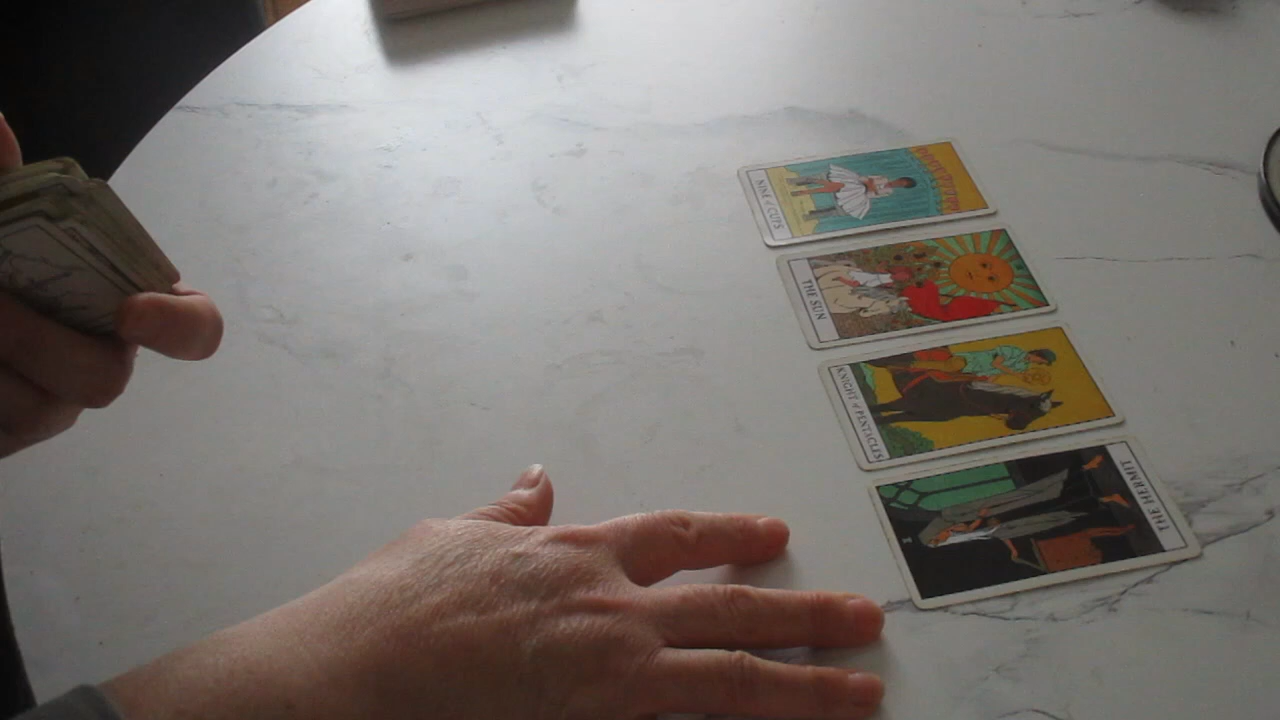 NINE of CUPS
THE SUN
KNIGHT of PENTACLES
THE HERMIT